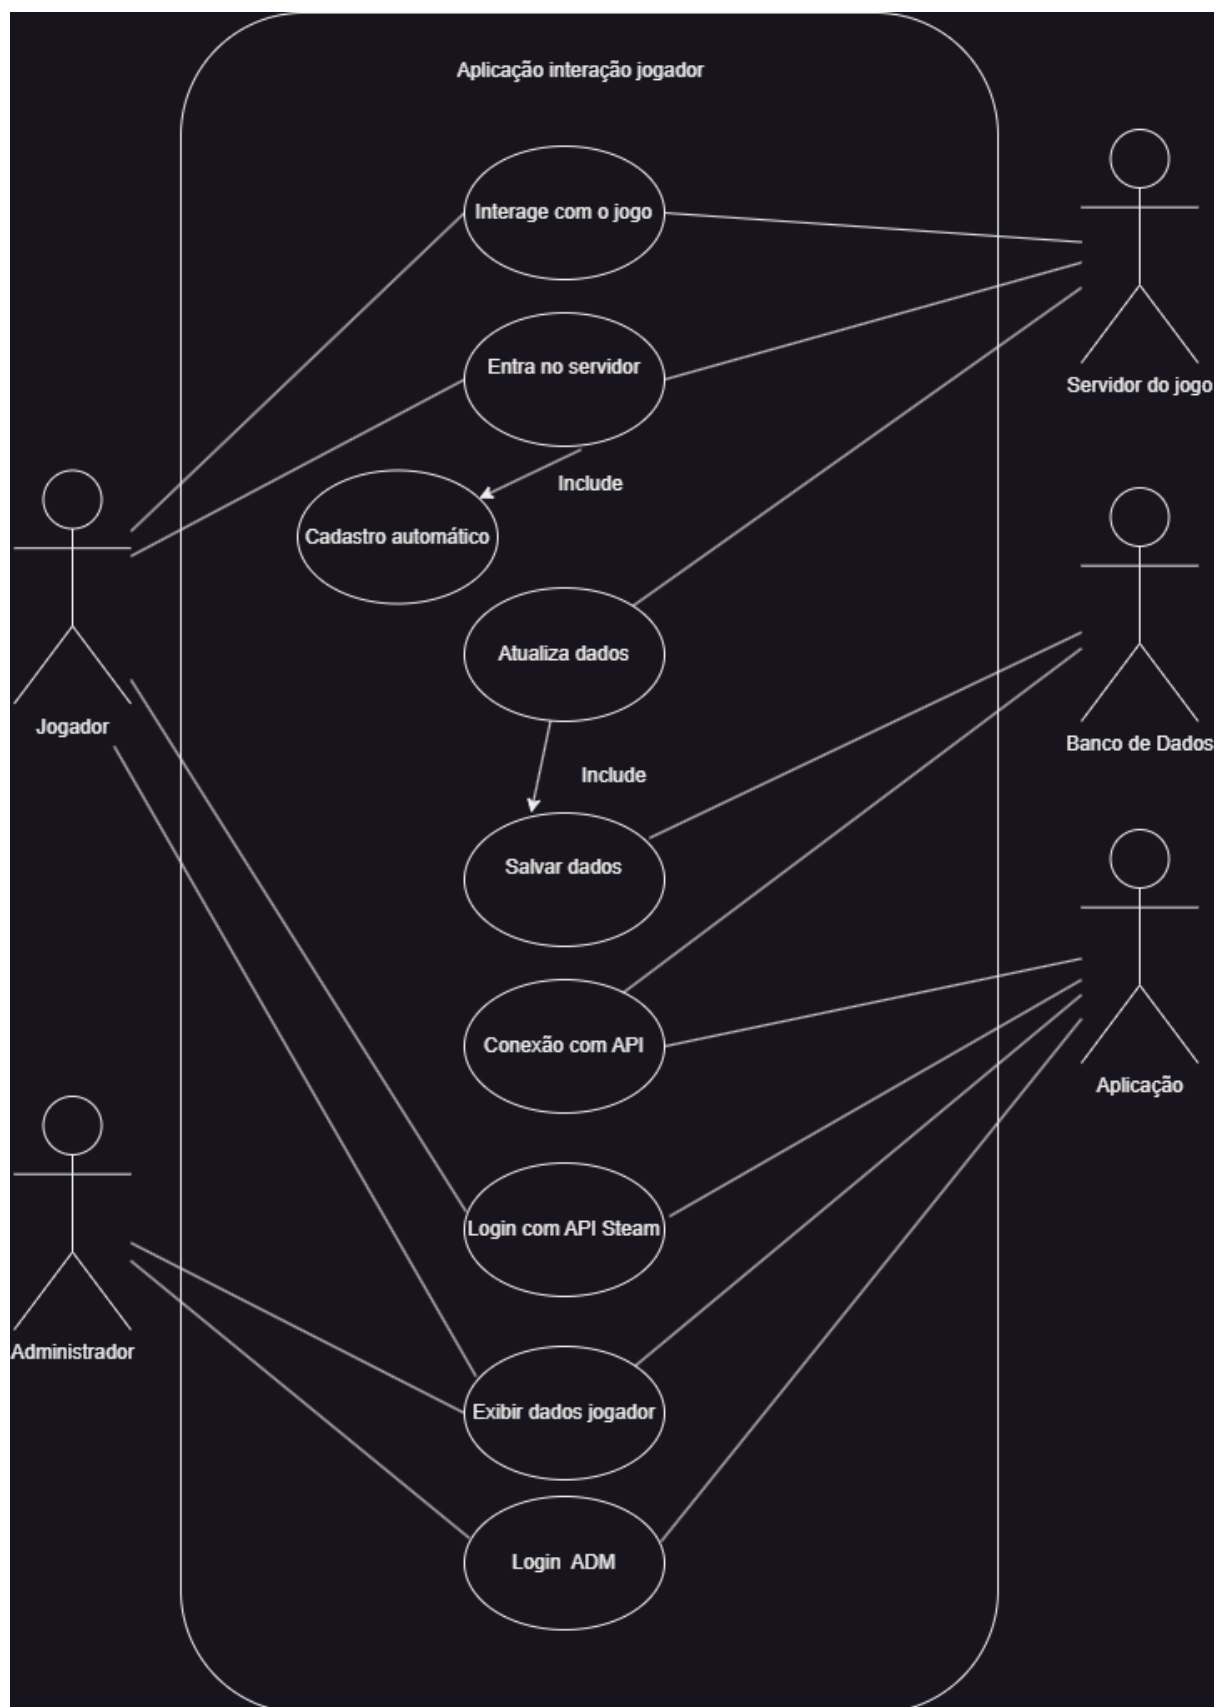 Aplicação interação jogador
Interage com o jogo
Entra no servidor
Servidor do jogo
Include
Cadastro automático
Atualiza dados
Jogador
Banco de Dados
Include
Salvar dados
Conexão com API
Aplicação
Login com API Steam
Administrador
Exibir dados jogador
Login ADM